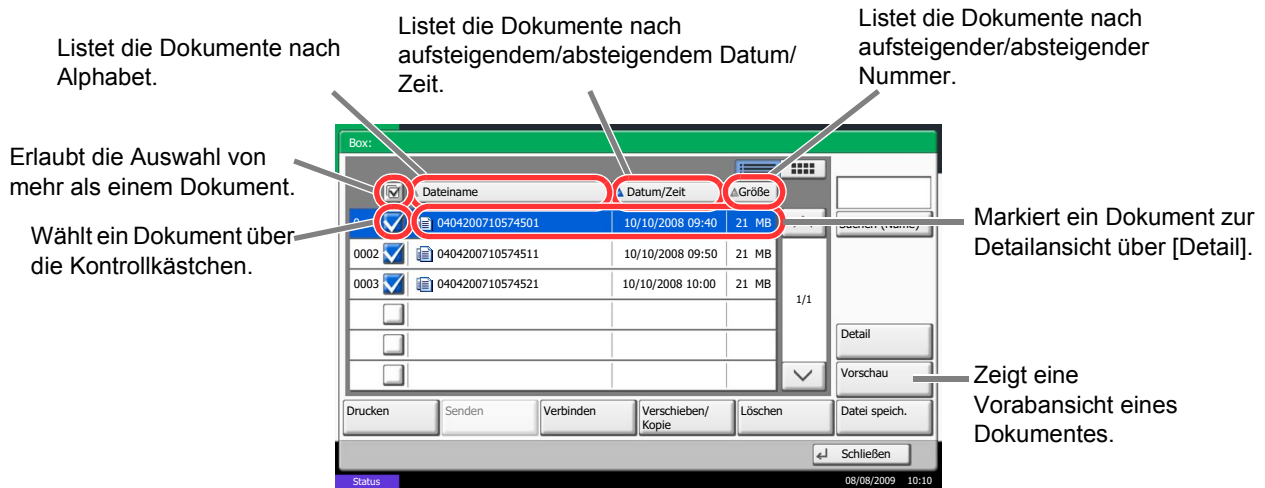 Listet die Dokumente nach
Alphabet.
Listet die Dokumente nach
aufsteigendem/absteigendem Datum/
Zeit.
Listet die Dokumente nach
aufsteigender/absteigender
Nummer.
Erlaubt die Auswahl von
mehr als einem Dokument.
Wählt ein Dokument über
die Kontrollkästchen.
Box:
Dateiname Datum/Zeit Größe
0404200710574501 10/10/2008 09:40 21 MB
Suchen (Name)
0002 0404200710574511 10/10/2008 09:50 21 MB
0003 0404200710574521 10/10/2008 10:00 21 MB
1/1
Detail
Vorschau
Drucken Senden Verbinden Verschieben/
Kopie Löschen Datei speich.
Schließen
Status 08/08/2009 10:10
Markiert ein Dokument zur
Detailansicht über [Detail].
Zeigt eine
Vorabansicht eines
Dokumentes.